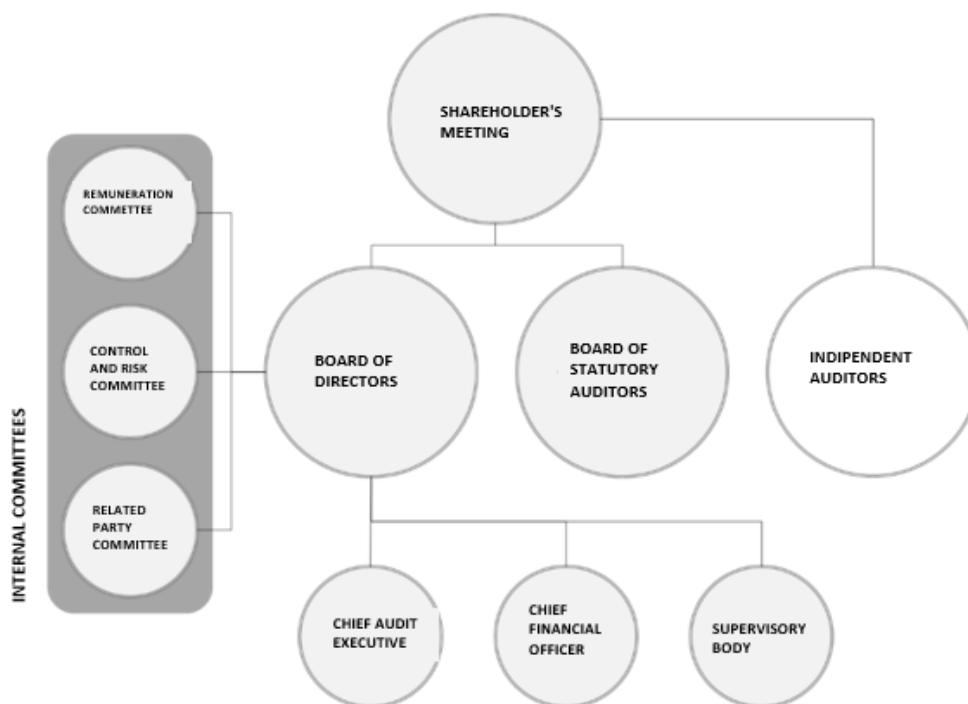 SHAREHOLDER'S
MEETING
REMUNERATION
COMMETTEE
CONTROL
AND RISK
COMMITTEE
RELATED
PARTY
COMMITTEE
INTERNAL COMMITTEES
BOARD OF
DIRECTORS
BOARD OF
STATUTORY
AUDITORS
INDIPENDENT
AUDITORS
CHIEF AUDIT
EXECUTIVE
CHIEF
FINANCIAL
OFFICER
SUPERVISORY
BODY